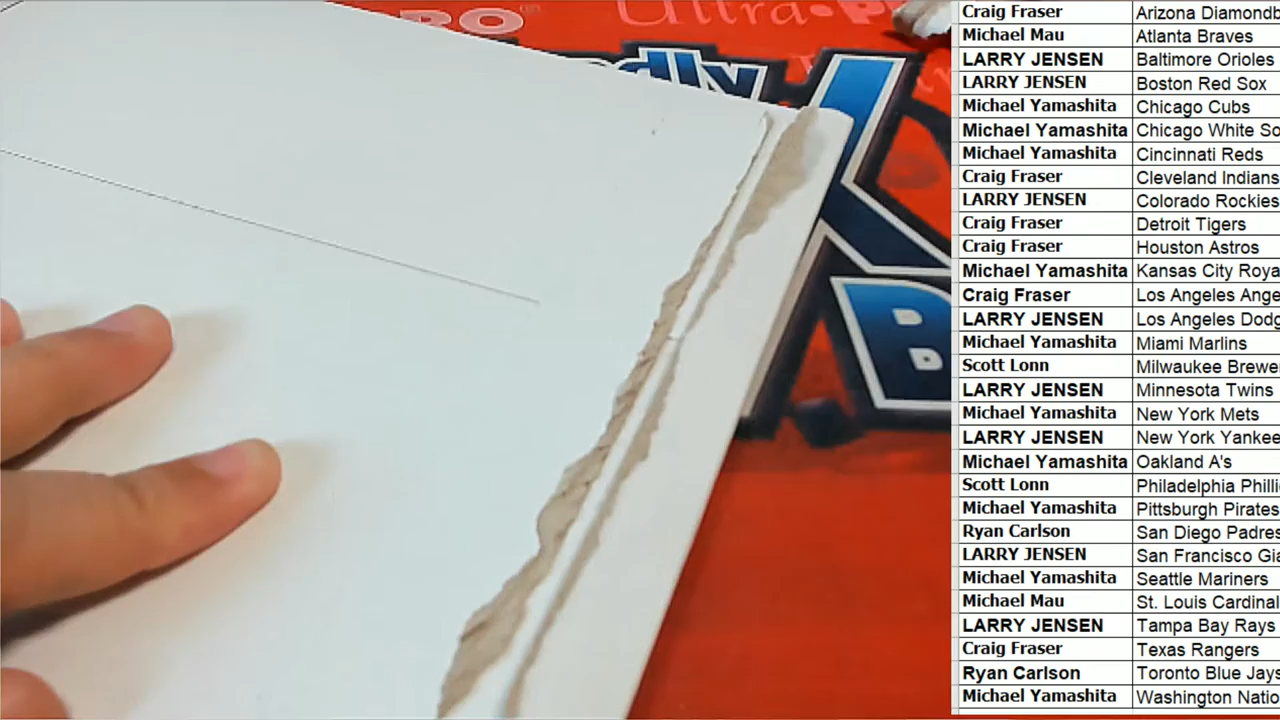 RO
Ultra•P
dly
K
B
Craig Fraser Arizona Diamondb
Michael Mau Atlanta Braves
LARRY JENSEN Baltimore Orioles
LARRY JENSEN Boston Red Sox
Michael Yamashita Chicago Cubs
Michael Yamashita Chicago White So
Michael Yamashita Cincinnati Reds
Craig Fraser Cleveland Indians
LARRY JENSEN Colorado Rockies
Craig Fraser Detroit Tigers
Craig Fraser Houston Astros
Michael Yamashita Kansas City Roya
Craig Fraser Los Angeles Ange
LARRY JENSEN Los Angeles Dodg
Michael Yamashita Miami Marlins
Scott Lonn Milwaukee Brewe
LARRY JENSEN Minnesota Twins
Michael Yamashita New York Mets
LARRY JENSEN New York Yankee
Michael Yamashita Oakland A's
Scott Lonn Philadelphia Philli
Michael Yamashita Pittsburgh Pirates
Ryan Carlson San Diego Padres
LARRY JENSEN San Francisco Gia
Michael Yamashita Seattle Mariners
Michael Mau St. Louis Cardinal
LARRY JENSEN Tampa Bay Rays
Craig Fraser Texas Rangers
Ryan Carlson Toronto Blue Jays
Michael Yamashita Washington Natio